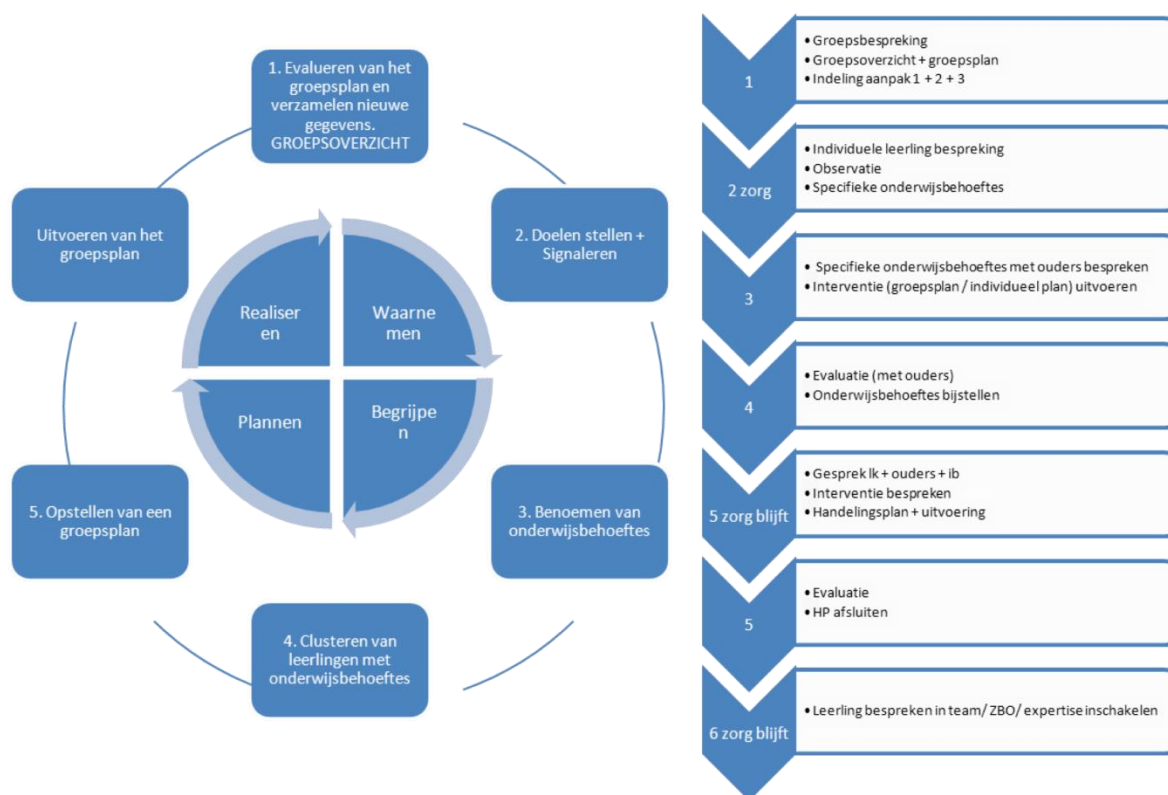 1. Evalueren van het
groepsplan en
verzamelen nieuwe
gegevens.
GROEPSOVERZICHT
2. Doelen stellen +
Signaleren
3. Benoemen van
onderwijsbehoeftes
4. Clusteren van
leerlingen met
onderwijsbehoeftes
5. Opstellen van een
groepsplan
Uitvoeren van het
groepsplan
Realiser
en
Waarne
men
Plannen
Begrijpe
n
1
• Groepsbespreking
• Groepsoverzicht + groepsplan
• Indeling aanpak 1 + 2 + 3
2 zorg
• Individuele leerling bespreking
• Observatie
• Specifieke onderwijsbehoeftes
3
• Specifieke onderwijsbehoeftes met ouders bespreken
• Interventie (groepsplan / individueel plan) uitvoeren
4
• Evaluatie (met ouders)
• Onderwijsbehoeftes bijstellen
5 zorg blijft
• Gesprek lk + ouders + ib
• Interventie bespreken
• Handelingsplan + uitvoering
5
• Evaluatie
• HP afsluiten
6 zorg blijft
• Leerling bespreken in team/ ZBO/ expertise inschakelen